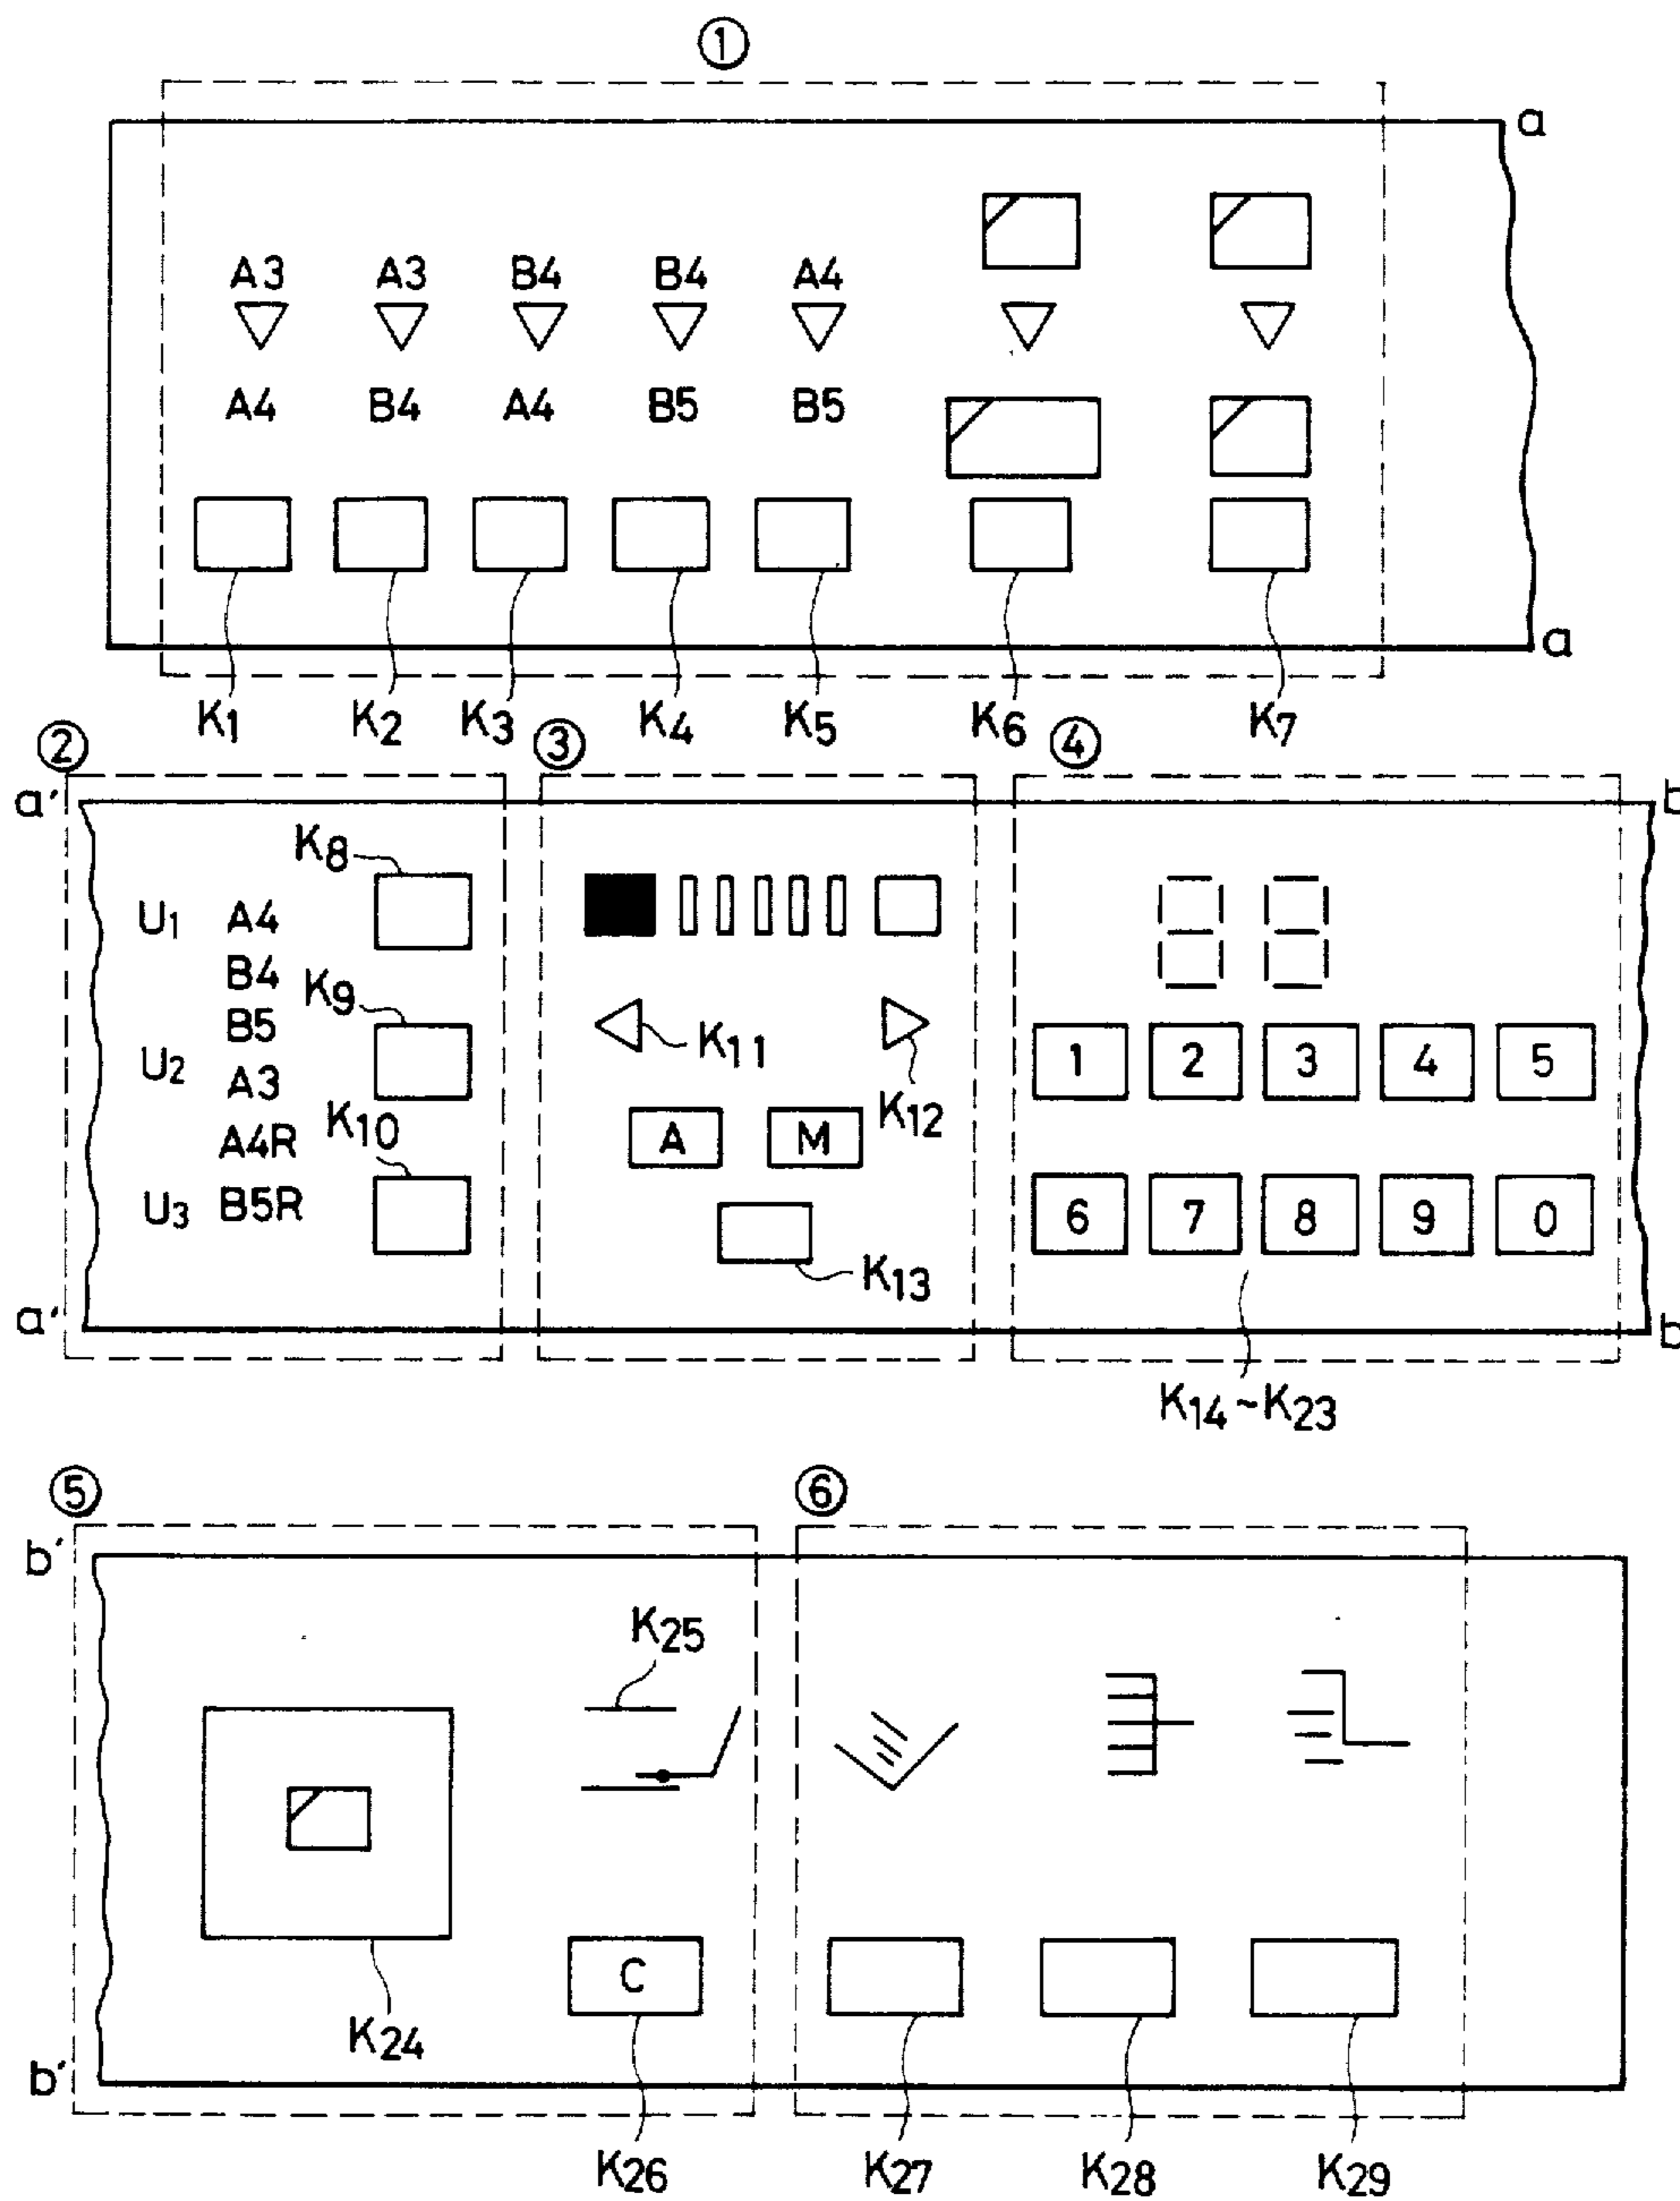 ①
a
A3 A3 B4 B4 A4
A4 B4 A4 B5 B5
a
K1 K2 K3 K4 K5 K6 K7
② ③ ④
a' b
K8
U1 A4
B4
K9
B5
K11
U2 A3
1 2 3 4 5
K10 K12
A4R
A M
U3 B5R
6 7 8 9 0
K13
a' b
K14~K23
⑤ ⑥
b'
K25
C
K24
b'
K26 K27 K28 K29